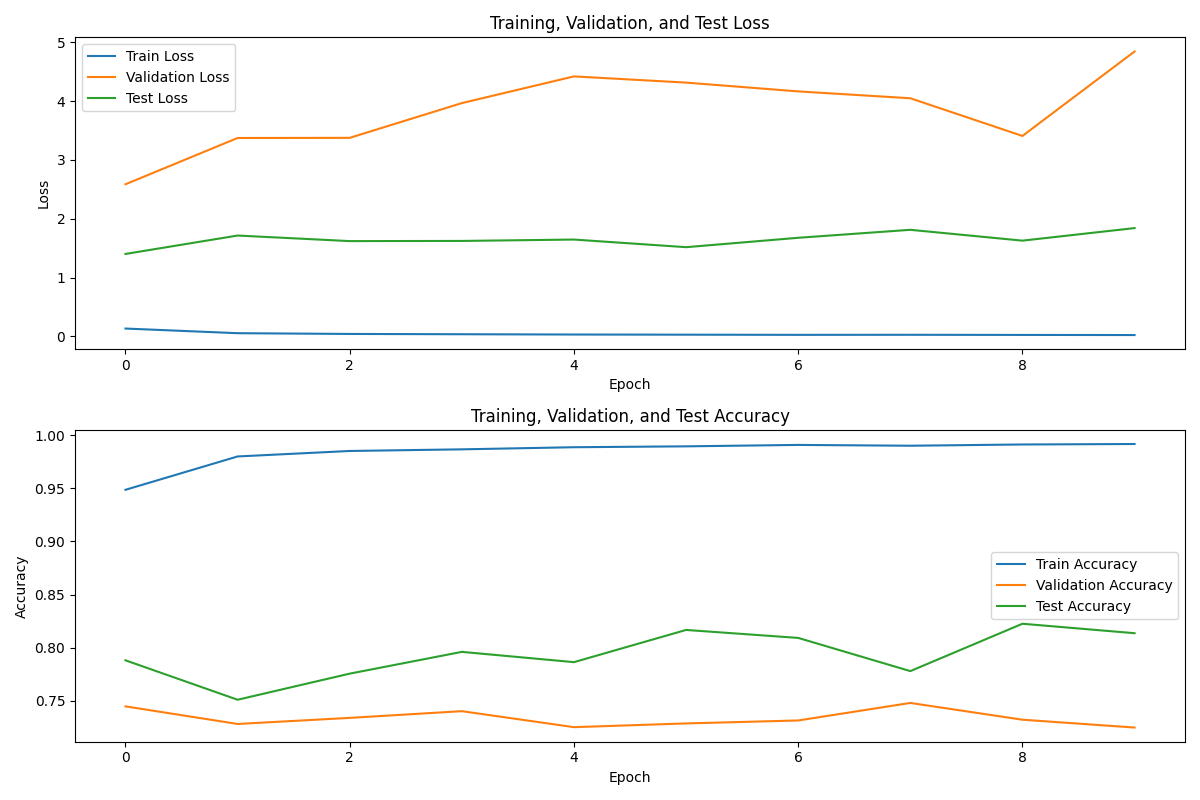 Training, Validation, and Test Loss
Train Loss
Validation Loss
Test Loss
Loss
5
4
3
2
1
0
0 2 4 6 8
Epoch
Training, Validation, and Test Accuracy
Train Accuracy
Validation Accuracy
Test Accuracy
Accuracy
1.00
0.95
0.90
0.85
0.80
0.75
0 2 4 6 8
Epoch